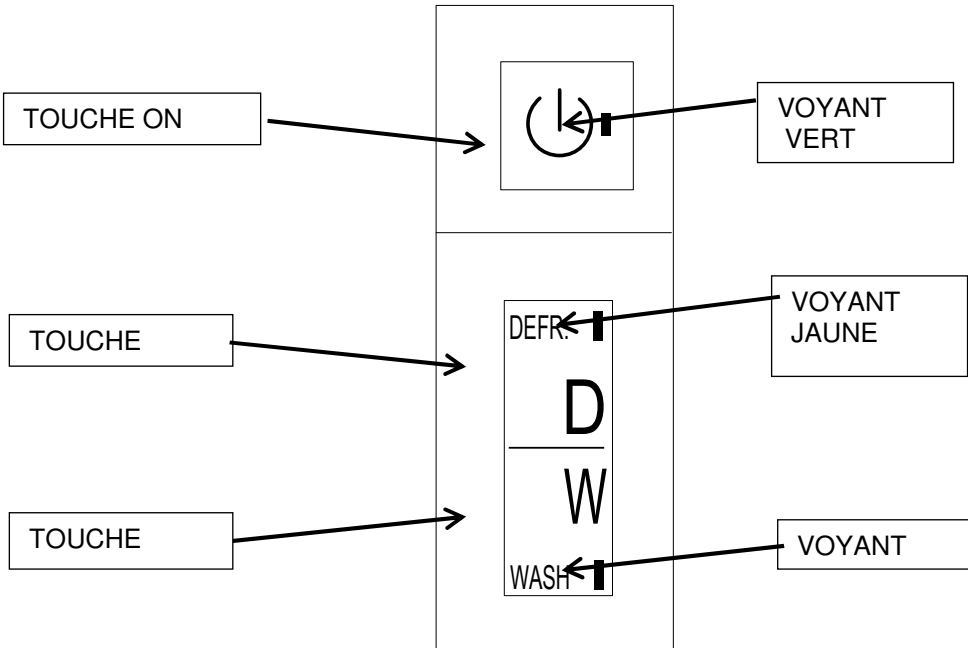 TOUCHE ON
VOYANT
VERT
DEFR.
VOYANT
JAUNE
TOUCHE
D
W
TOUCHE
WASH
VOYANT